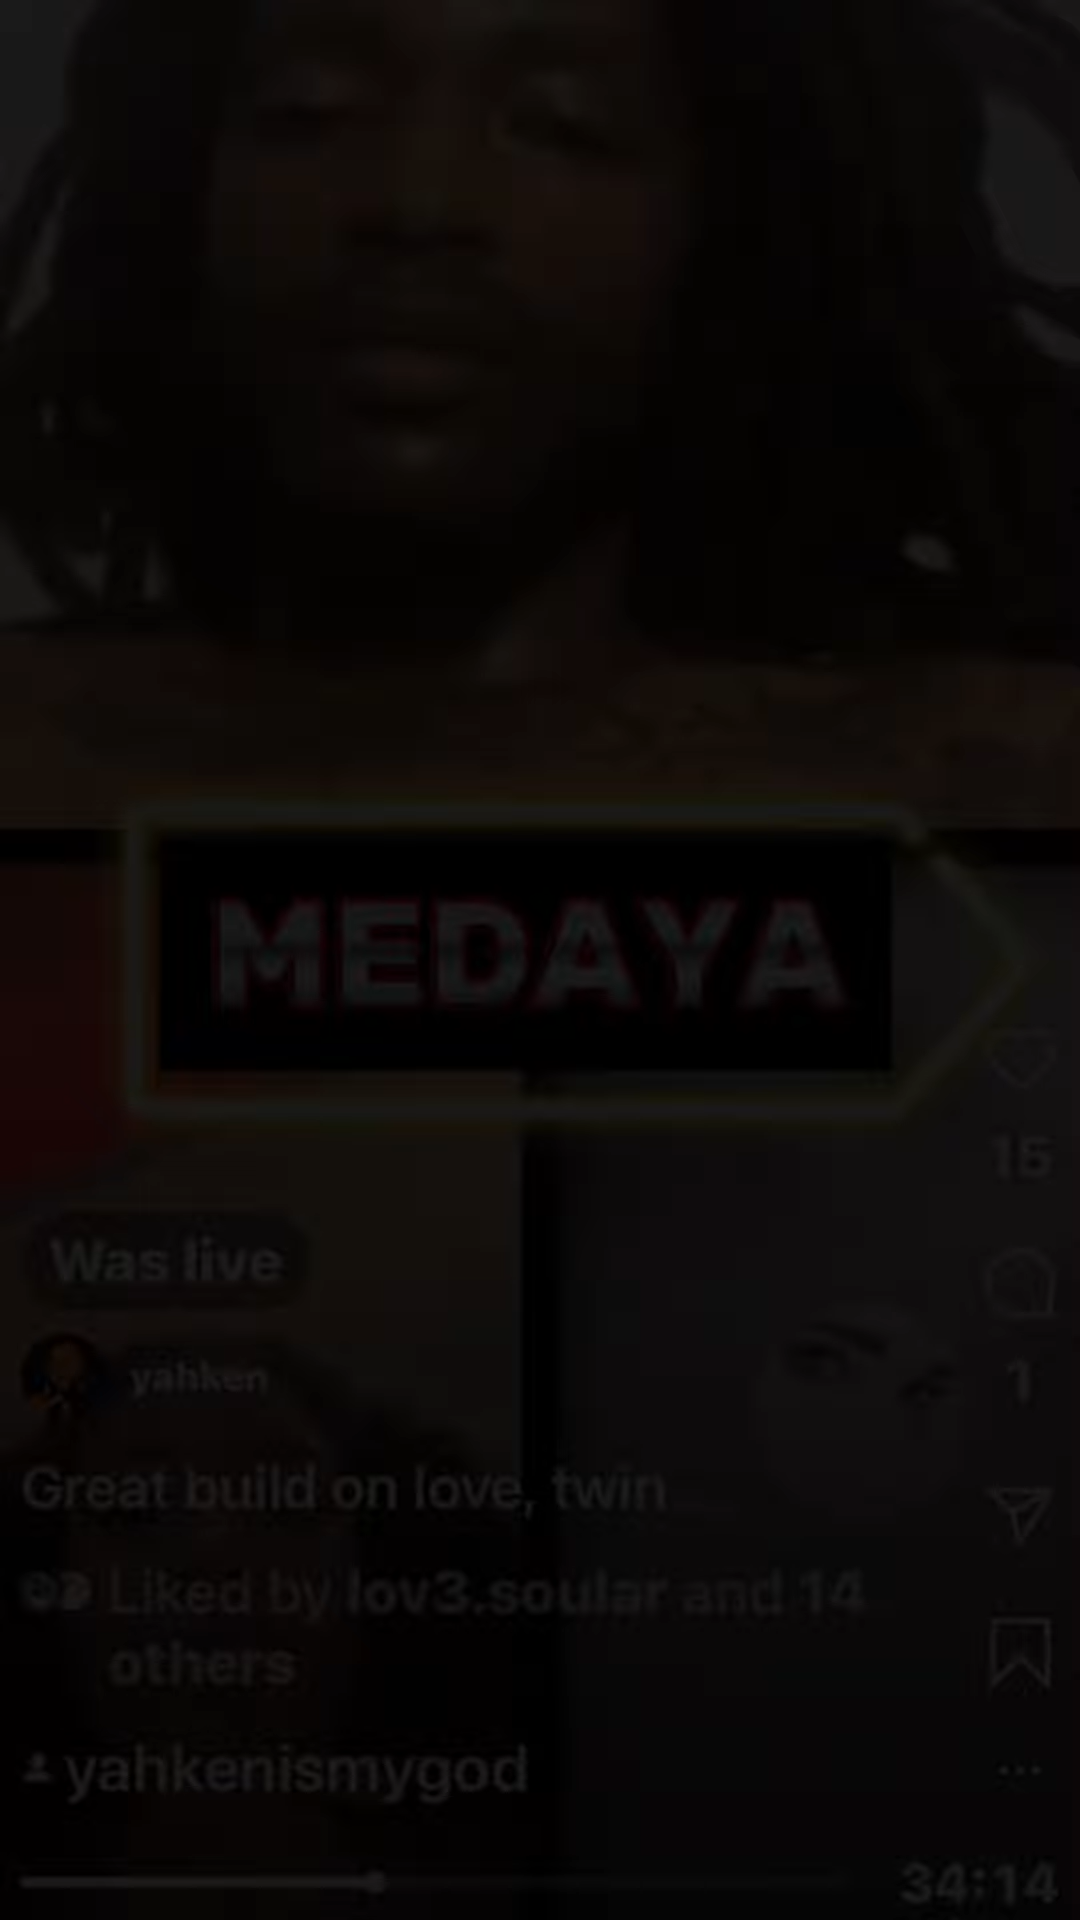 MEDAYA
15
Was live
1
yahken
Great build on love, twin
Liked by lov3.soular and 14
others
yahkenismygod
34:14